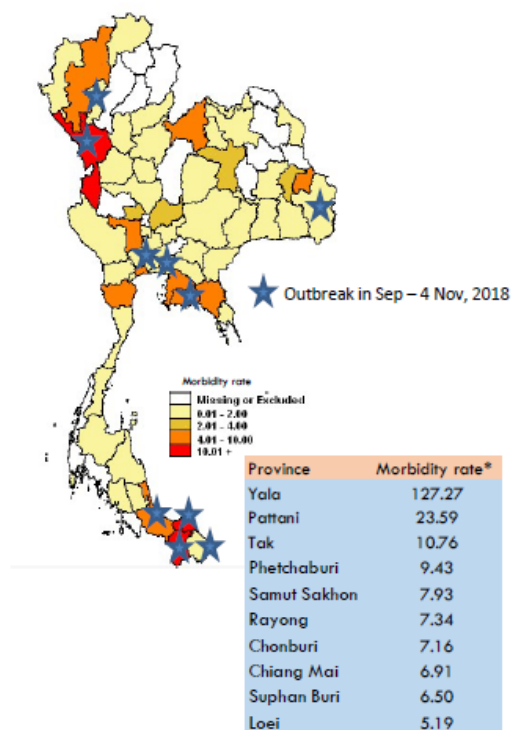 Outbreak in Sep – 4 Nov, 2018
Morbidity rate
Missing or Excluded
0.01 - 2.00
2.01 - 4.00
4.01 - 10.00
10.01 +
Province Morbidity rate*
Yala 127.27
Pattani 23.59
Tak 10.76
Phetchaburi 9.43
Samut Sakhon 7.93
Rayong 7.34
Chonburi 7.16
Chiang Mai 6.91
Suphan Buri 6.50
Loei 5.19